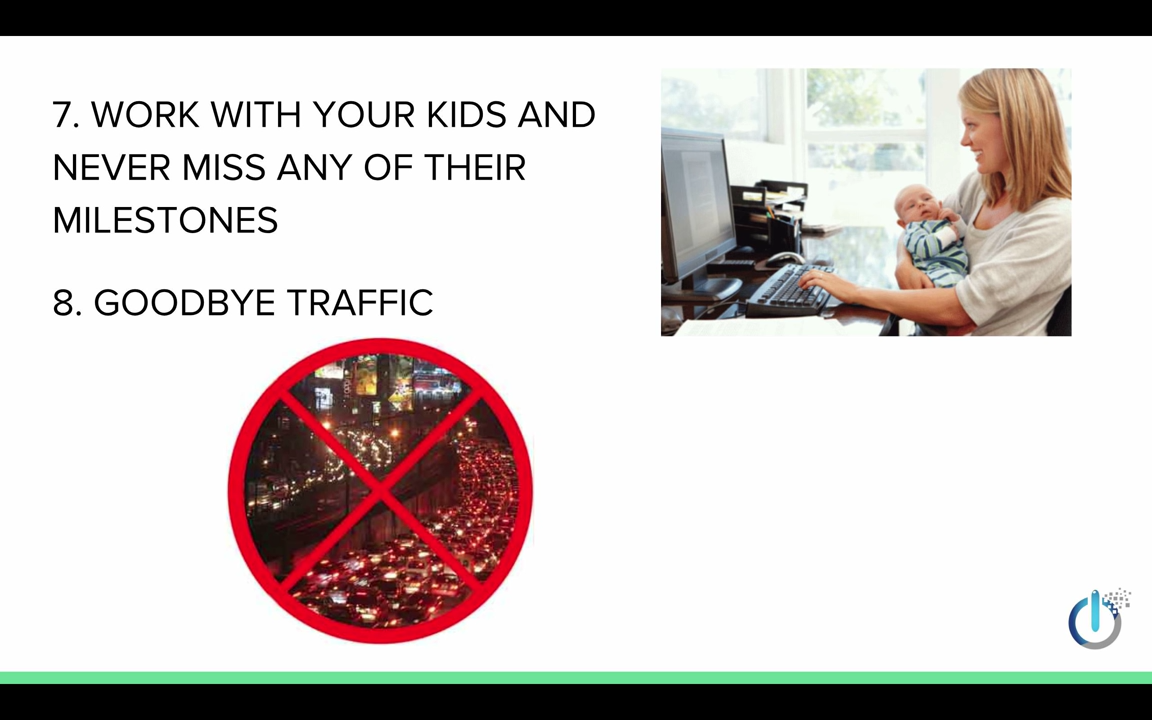 7. WORK WITH YOUR KIDS AND
NEVER MISS ANY OF THEIR
MILESTONES
8. GOODBYE TRAFFIC